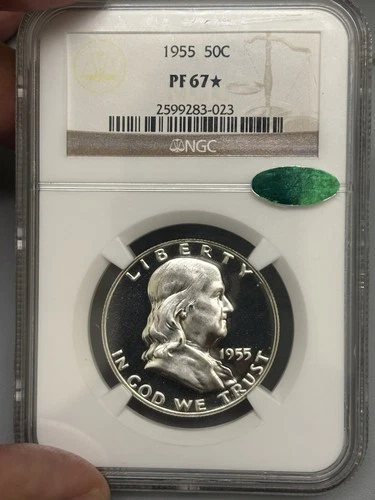 1955 50C
PF 67★
2599283-023
NGC
LIBERTY
1955
IN GOD WE TRUST